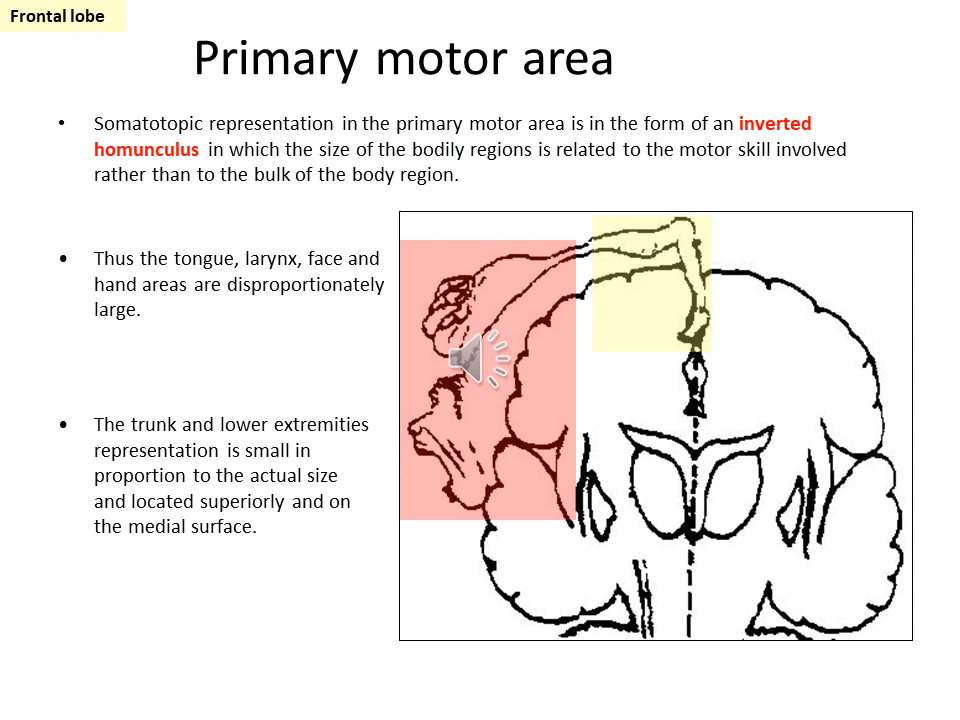 Frontal lobe
Primary motor area
• Somatotopic representation in the primary motor area is in the form of an inverted
homunculus in which the size of the bodily regions is related to the motor skill involved
rather than to the bulk of the body region.
• Thus the tongue, larynx, face and
hand areas are disproportionately
large.
• The trunk and lower extremities
representation is small in
proportion to the actual size
and located superiorly and on
the medial surface.